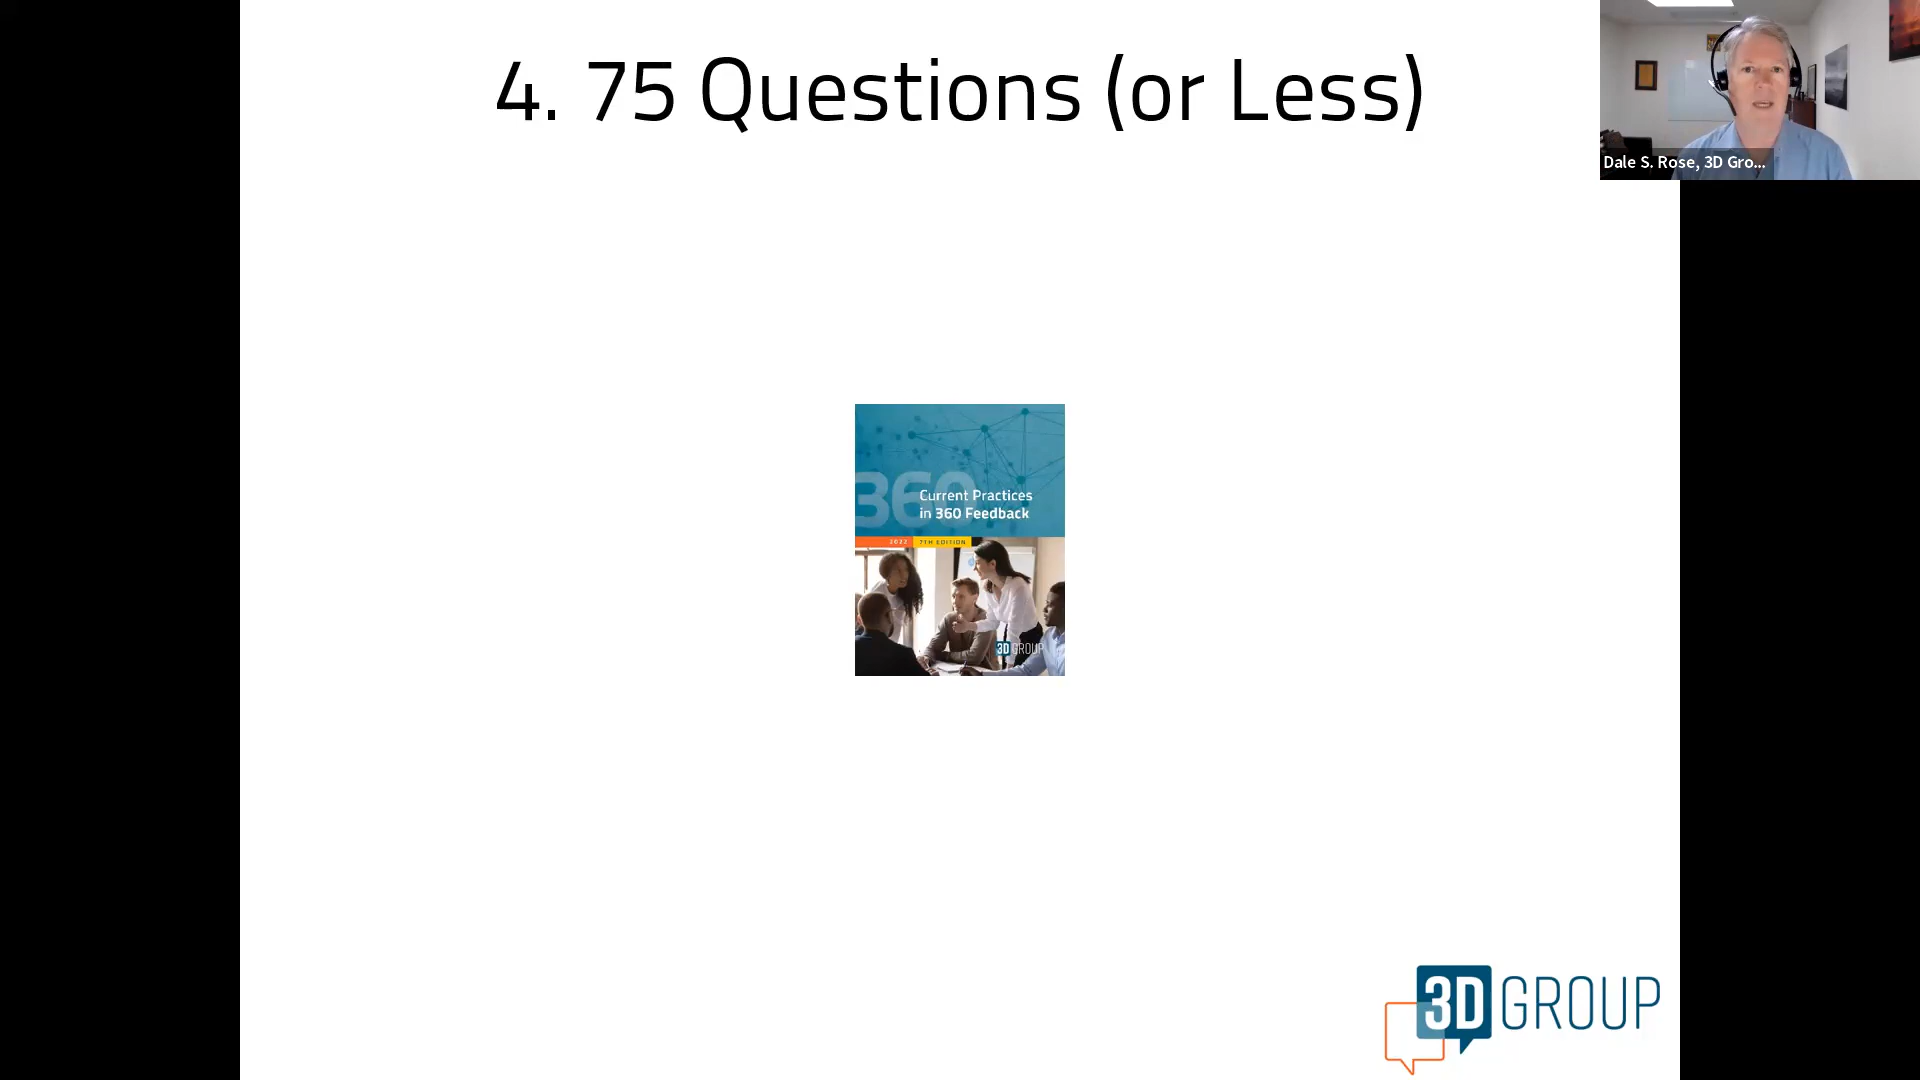 4. 75 Questions (or Less)
Dale S. Rose, 3D Gro...
360
Current Practices
in 360 Feedback
2022 7TH EDITION
3D GROUP
3D GROUP